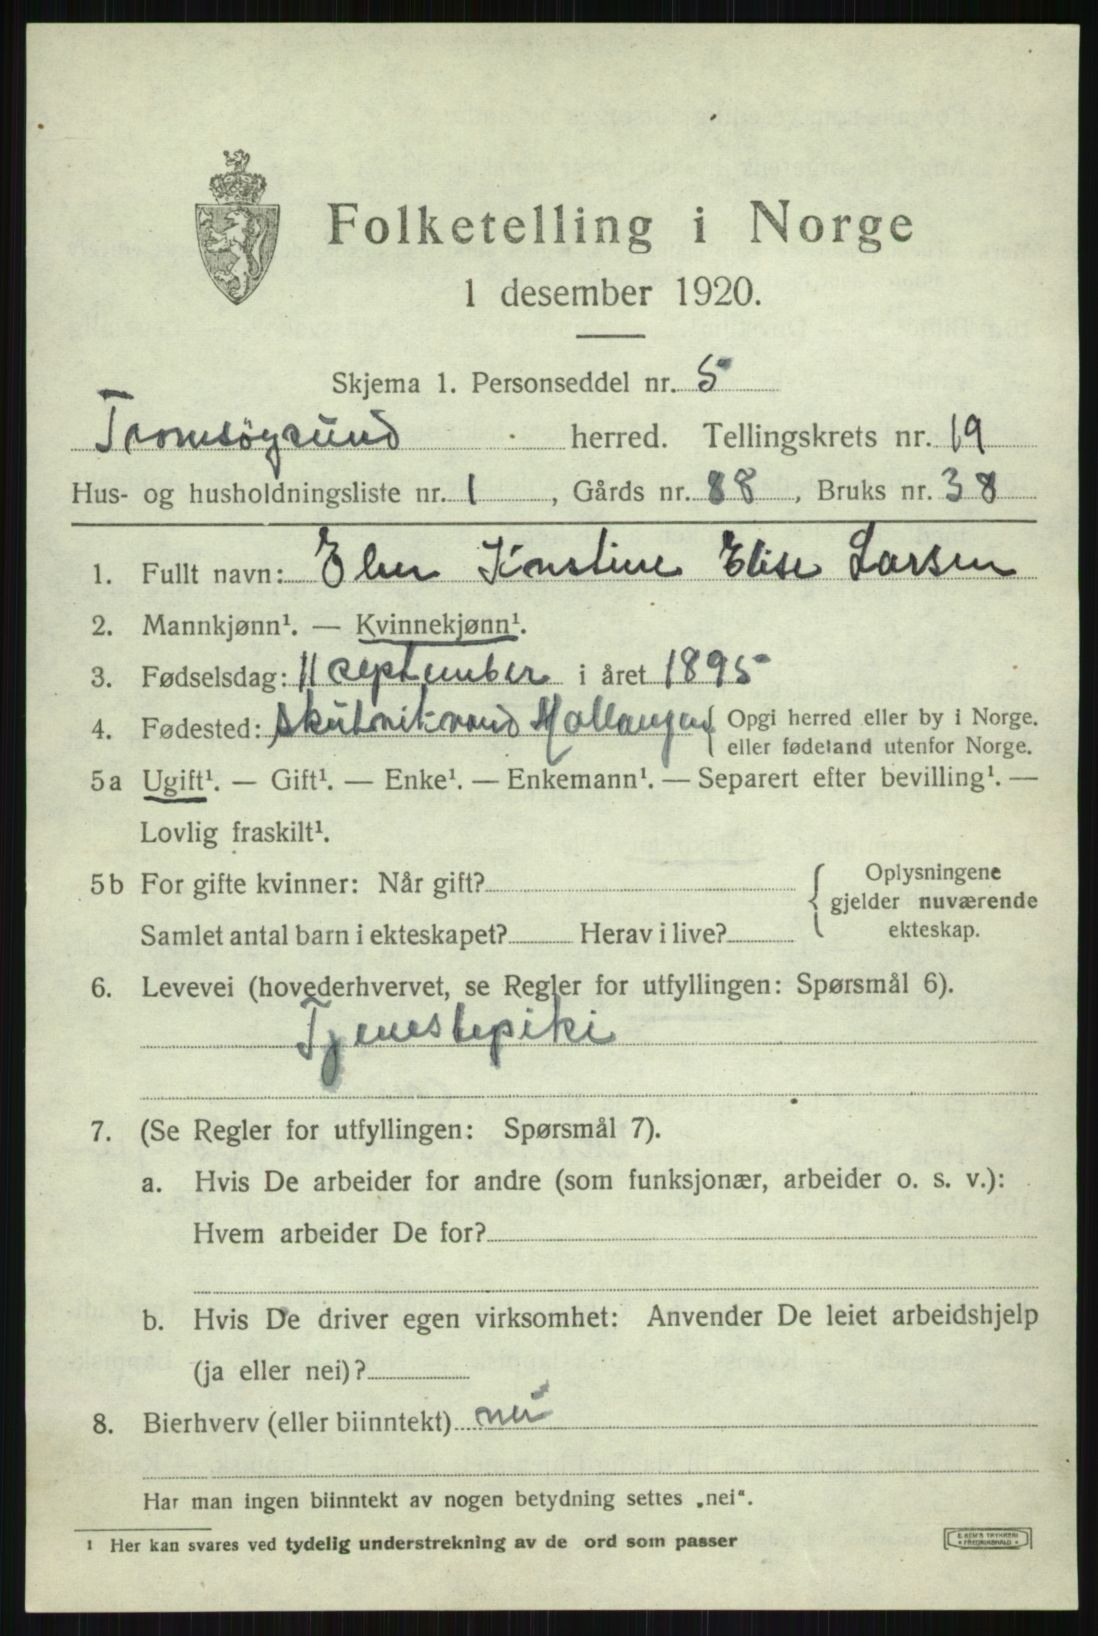 Folketelling i Norge
1 desember 1920.
Skjema 1. Personseddel nr. 5
Tromsøysund herred. Tellingskrets nr. 19
Hus- og husholdningsliste nr. 1, Gårds nr. 88, Bruks nr. 38
1. Fullt navn: Kristine Elise Larsen
2. Mannkjønn¹. — Kvinnekjønn¹.
3. Fødselsdag: 11 september i året 1895
4. Fødested: Mallangen { Opgi herred eller by i Norge,
eller fødeland utenfor Norge.
5a Ugift¹. — Gift¹. — Enke¹. — Enkemann¹. — Separert efter bevilling¹. —
Lovlig fraskilt¹.
5b For gifte kvinner: Når gift?
Samlet antal barn i ekteskapet? Herav i live?
{ Oplysningene
gjelder nuværende
ekteskap.
6. Levevei (hovederhvervet, se Regler for utfyllingen: Spørsmål 6).
Tjenestepike
7. (Se Regler for utfyllingen: Spørsmål 7).
a. Hvis De arbeider for andre (som funksjonær, arbeider o. s. v.):
Hvem arbeider De for?
b. Hvis De driver egen virksomhet: Anvender De leiet arbeidshjelp
(ja eller nei)?
8. Bierhverv (eller biinntekt) nei
Har man ingen biinntekt av nogen betydning settes „nei“.
¹ Her kan svares ved tydelig understrekning av de ord som passer